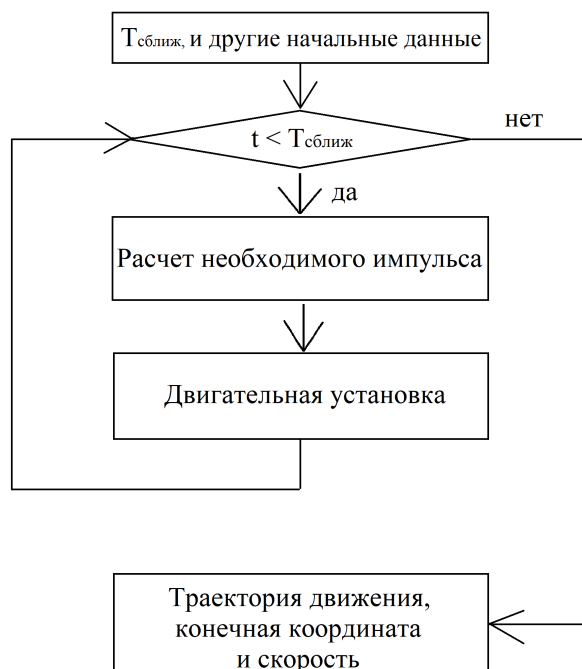 Тсближ, и другие начальные данные
t < Тсближ
нет
да
Расчет необходимого импульса
Двигательная установка
Траектория движения,
конечная координата
и скорость